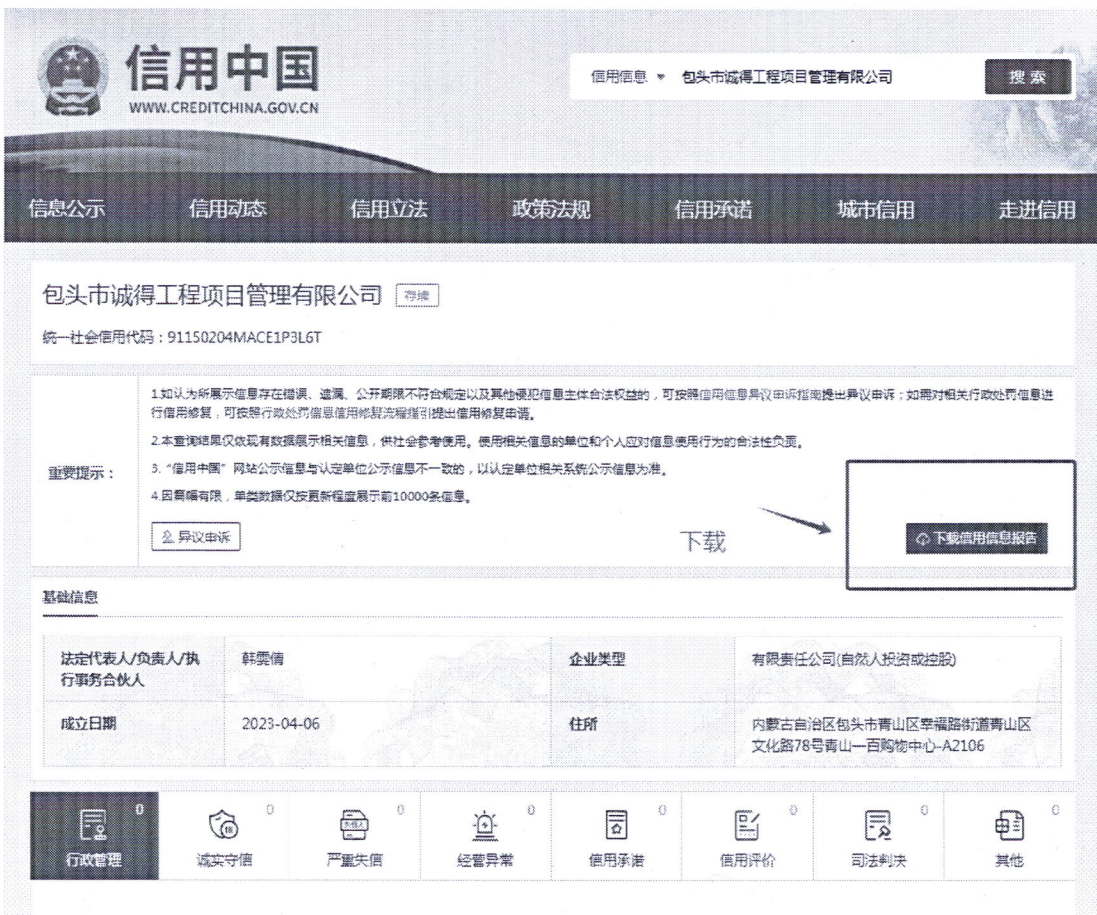 信用中国
WWW.CREDITCHINA.GOV.CN
信用信息 包头市诚得工程项目管理有限公司 搜索
信息公示 信用动态 信用立法 政策法规 信用承诺 城市信用 走进信用
包头市诚得工程项目管理有限公司 存续
统一社会信用代码：91150204MACE1P3L6T
重要提示：
1.如认为所展示信息存在错误、遗漏、公开期限不符合规定以及其他侵犯信息主体合法权益的，可按照信用信息异议申诉指南提出异议申诉；如需对相关行政处罚信息进
行信用修复，可按照行政处罚信息信用修复流程指引提出信用修复申请。
2.本查询结果仅依现有数据展示相关信息，供社会参考使用。使用相关信息的单位和个人应对信息使用行为的合法性负责。
3.“信用中国”网站公示信息与认定单位公示信息不一致的，以认定单位相关系统公示信息为准。
4.因篇幅有限，单类数据仅按更新程度展示前10000条信息。
异议申诉
下载
下载信用信息报告
基础信息
法定代表人/负责人/执 韩雯倩 企业类型 有限责任公司(自然人投资或控股)
行事务合伙人
成立日期 2023-04-06 住所 内蒙古自治区包头市青山区幸福路街道青山区
文化路78号青山一百购物中心-A2106
0 0 0 0 0 0 0 0
行政管理 诚实守信 严重失信 经营异常 信用承诺 信用评价 司法判决 其他